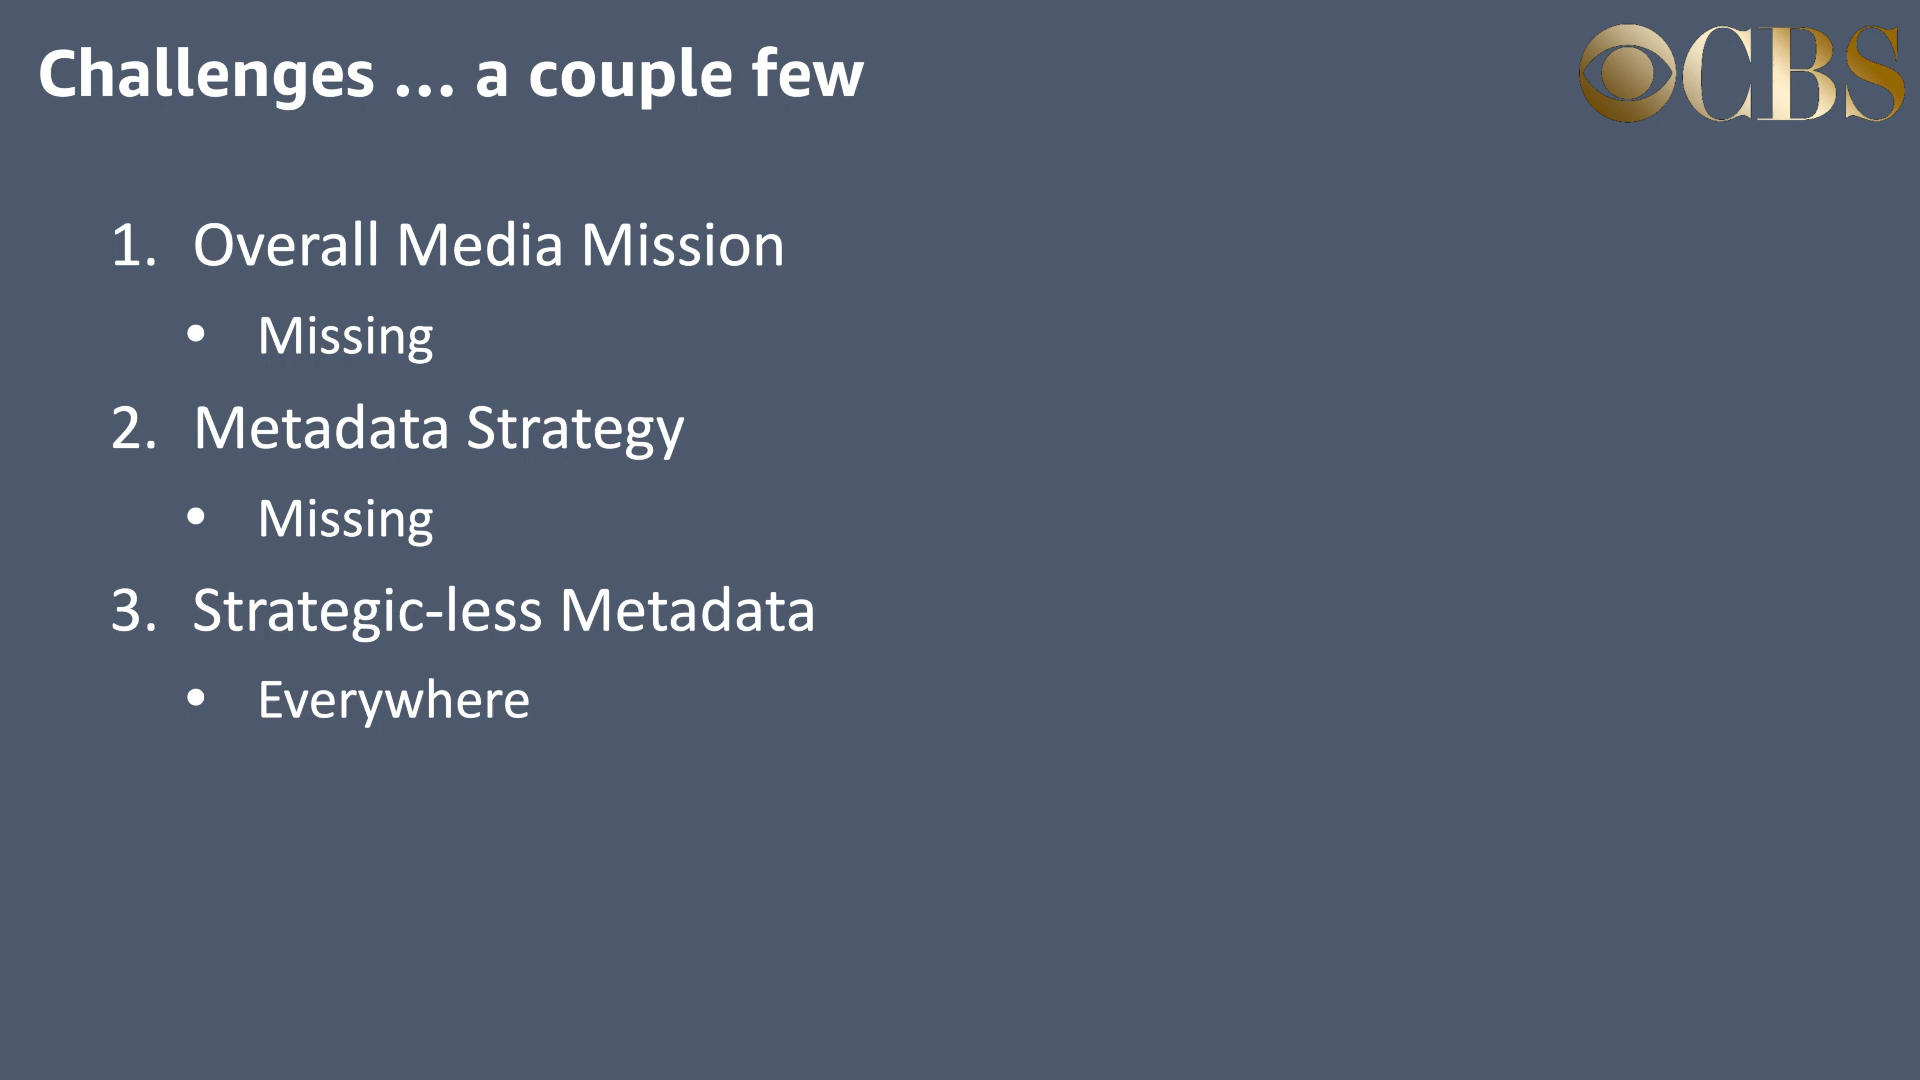 Challenges ... a couple few
CBS
1. Overall Media Mission
• Missing
2. Metadata Strategy
• Missing
3. Strategic-less Metadata
• Everywhere